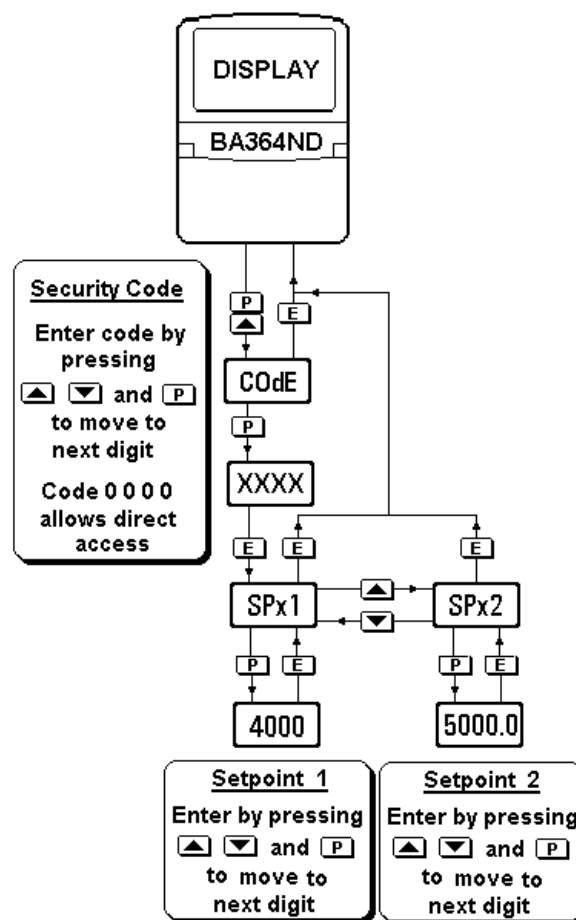 DISPLAY
BA364ND
Security Code
Enter code by
pressing
▲ ▼ and P
to move to
next digit
Code 0 0 0 0
allows direct
access
P
▲
E
COdE
P
XXXX
E E E
SPx1 ▲ SPx2
▼
P E P E
4000 5000.0
Setpoint 1
Enter by pressing
▲ ▼ and P
to move to
next digit
Setpoint 2
Enter by pressing
▲ ▼ and P
to move to
next digit